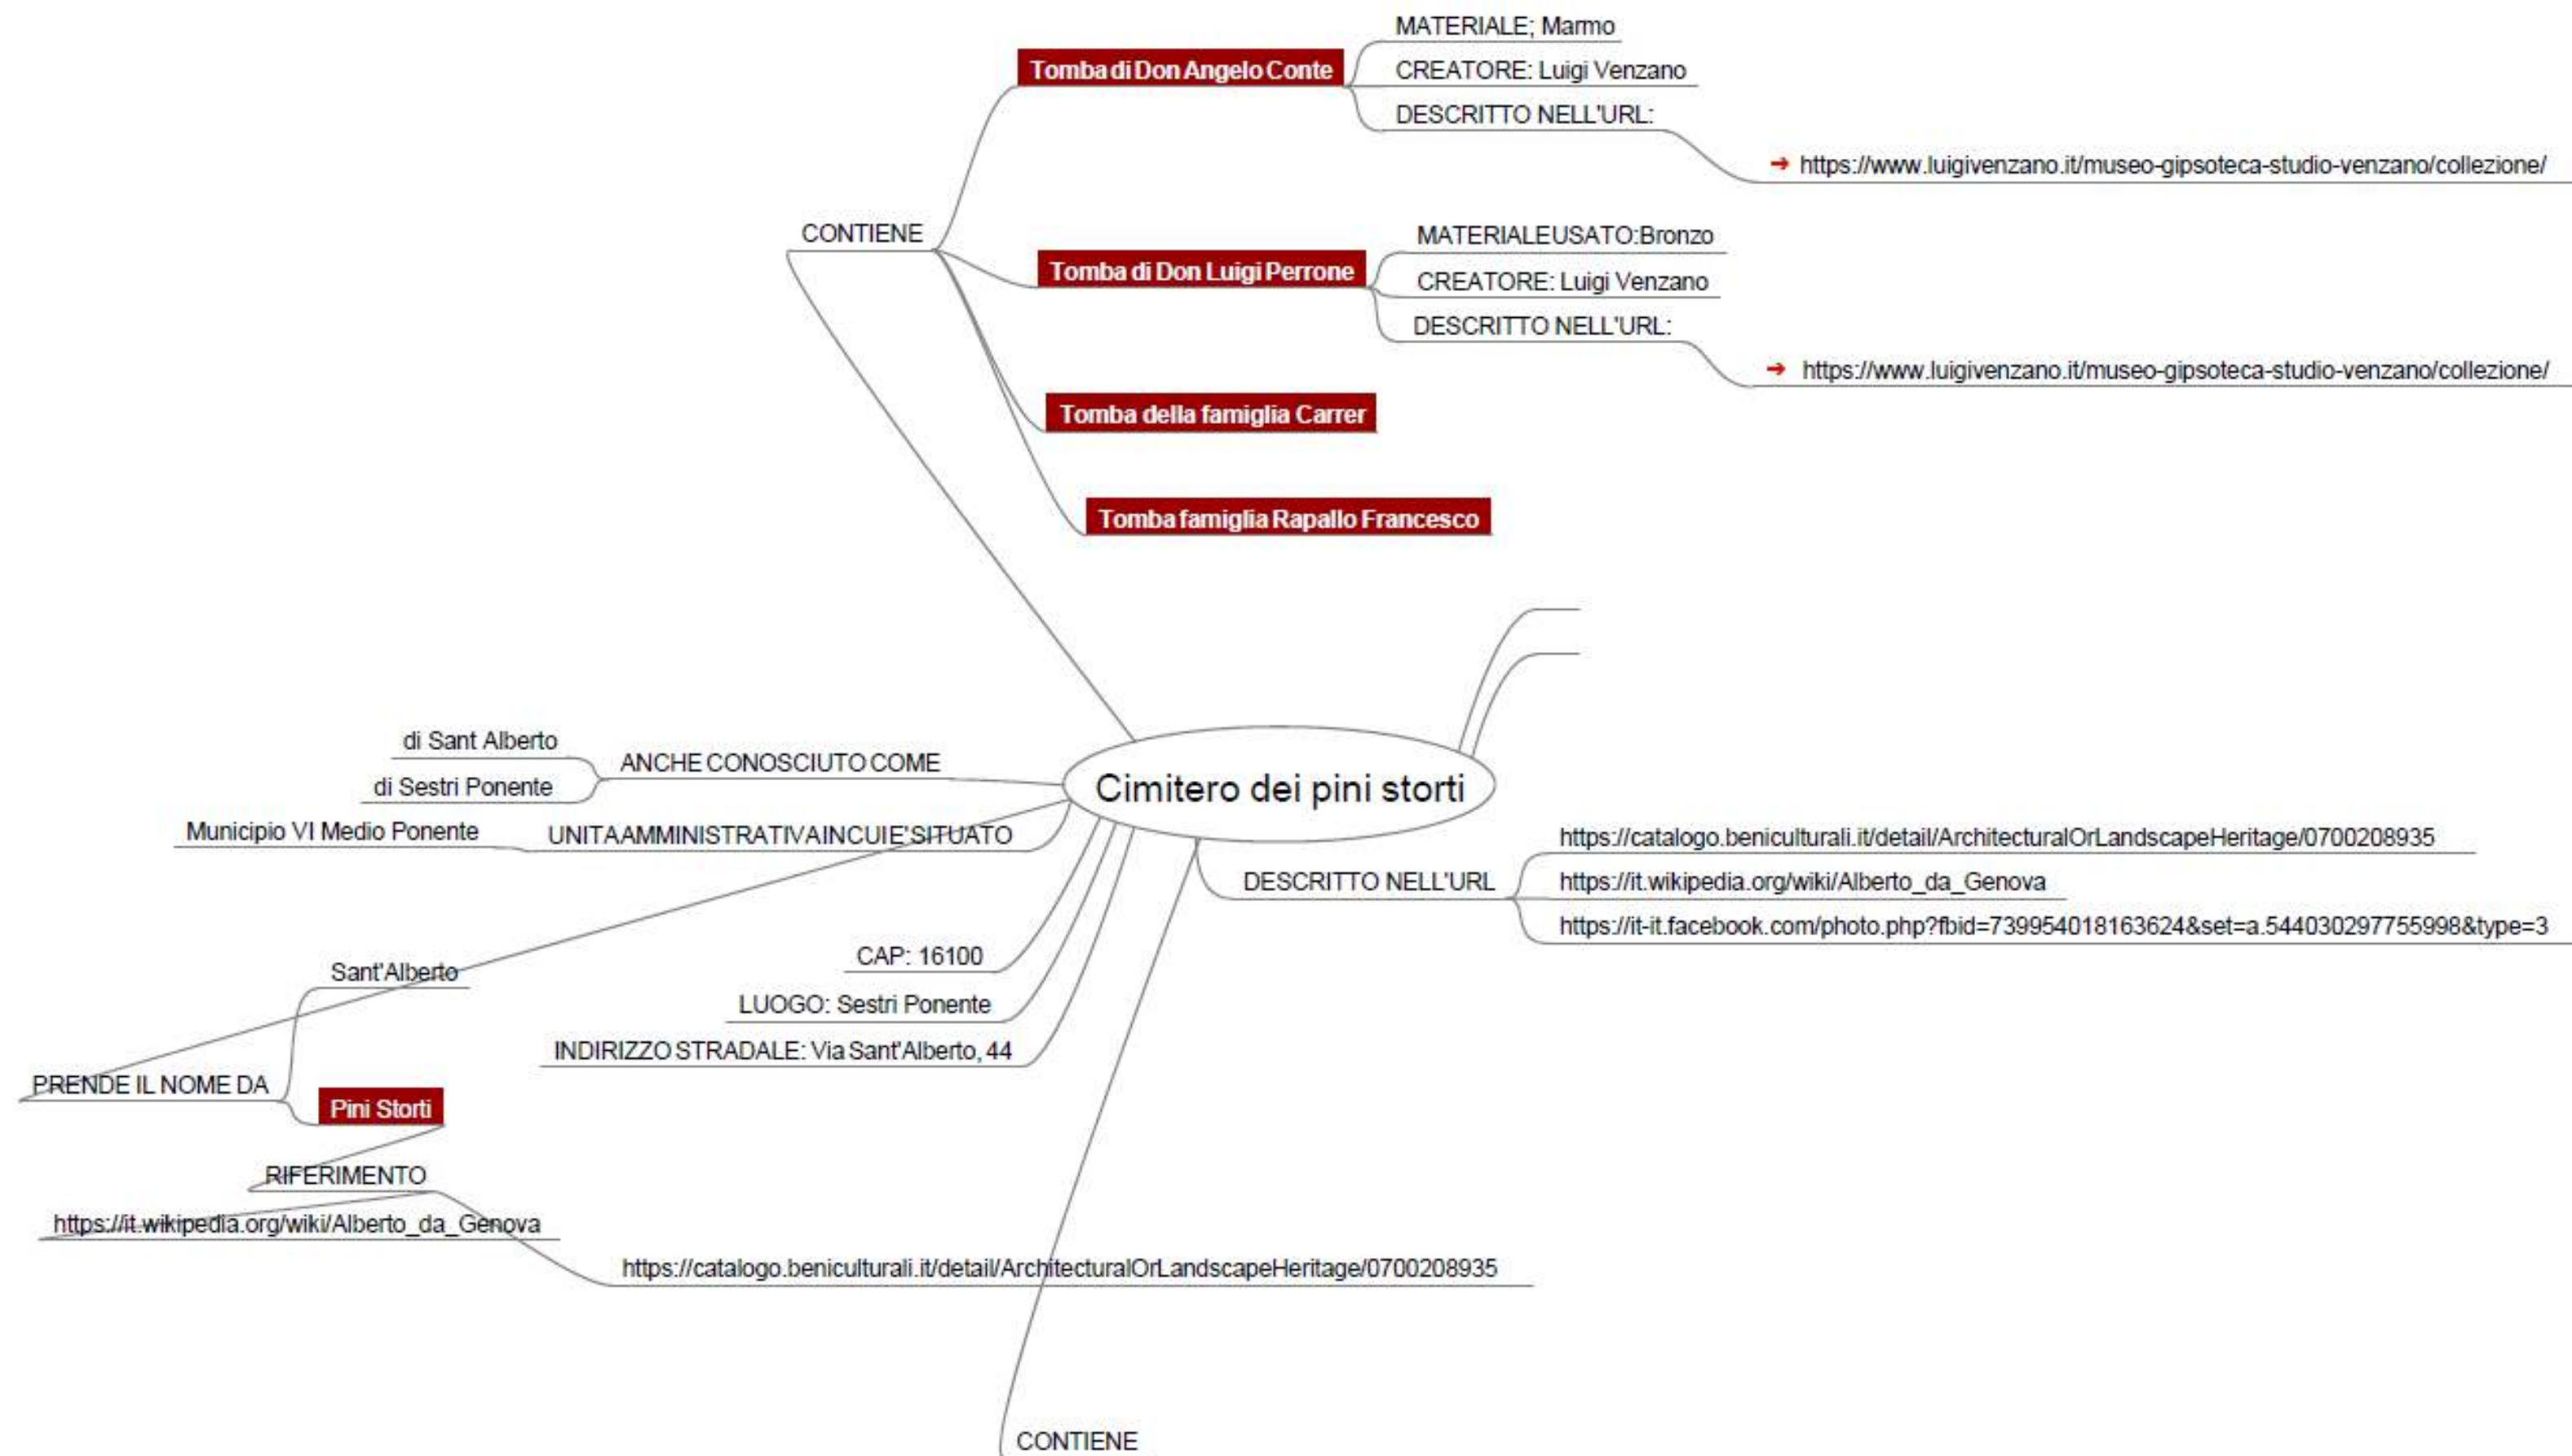 MATERIALE; Marmo
Tomba di Don Angelo Conte
CREATORE: Luigi Venzano
DESCRITTO NELL'URL:
➔ https://www.luigivenzano.it/museo-gipsoteca-studio-venzano/collezione/
CONTIENE
MATERIALEUSATO:Bronzo
Tomba di Don Luigi Perrone
CREATORE: Luigi Venzano
DESCRITTO NELL'URL:
➔ https://www.luigivenzano.it/museo-gipsoteca-studio-venzano/collezione/
Tomba della famiglia Carrer
Tomba famiglia Rapallo Francesco
di Sant Alberto
ANCHE CONOSCIUTO COME
di Sestri Ponente
Cimitero dei pini storti
Municipio VI Medio Ponente
UNITAAMMINISTRATIVAINCUIE'SITUATO
https://catalogo.beniculturali.it/detail/ArchitecturalOrLandscapeHeritage/0700208935
DESCRITTO NELL'URL
https://it.wikipedia.org/wiki/Alberto_da_Genova
https://it-it.facebook.com/photo.php?fbid=739954018163624&set=a.544030297755998&type=3
CAP: 16100
Sant'Alberto
LUOGO: Sestri Ponente
INDIRIZZO STRADALE: Via Sant'Alberto, 44
PRENDE IL NOME DA
Pini Storti
RIFERIMENTO
https://it.wikipedia.org/wiki/Alberto_da_Genova
https://catalogo.beniculturali.it/detail/ArchitecturalOrLandscapeHeritage/0700208935
CONTIENE